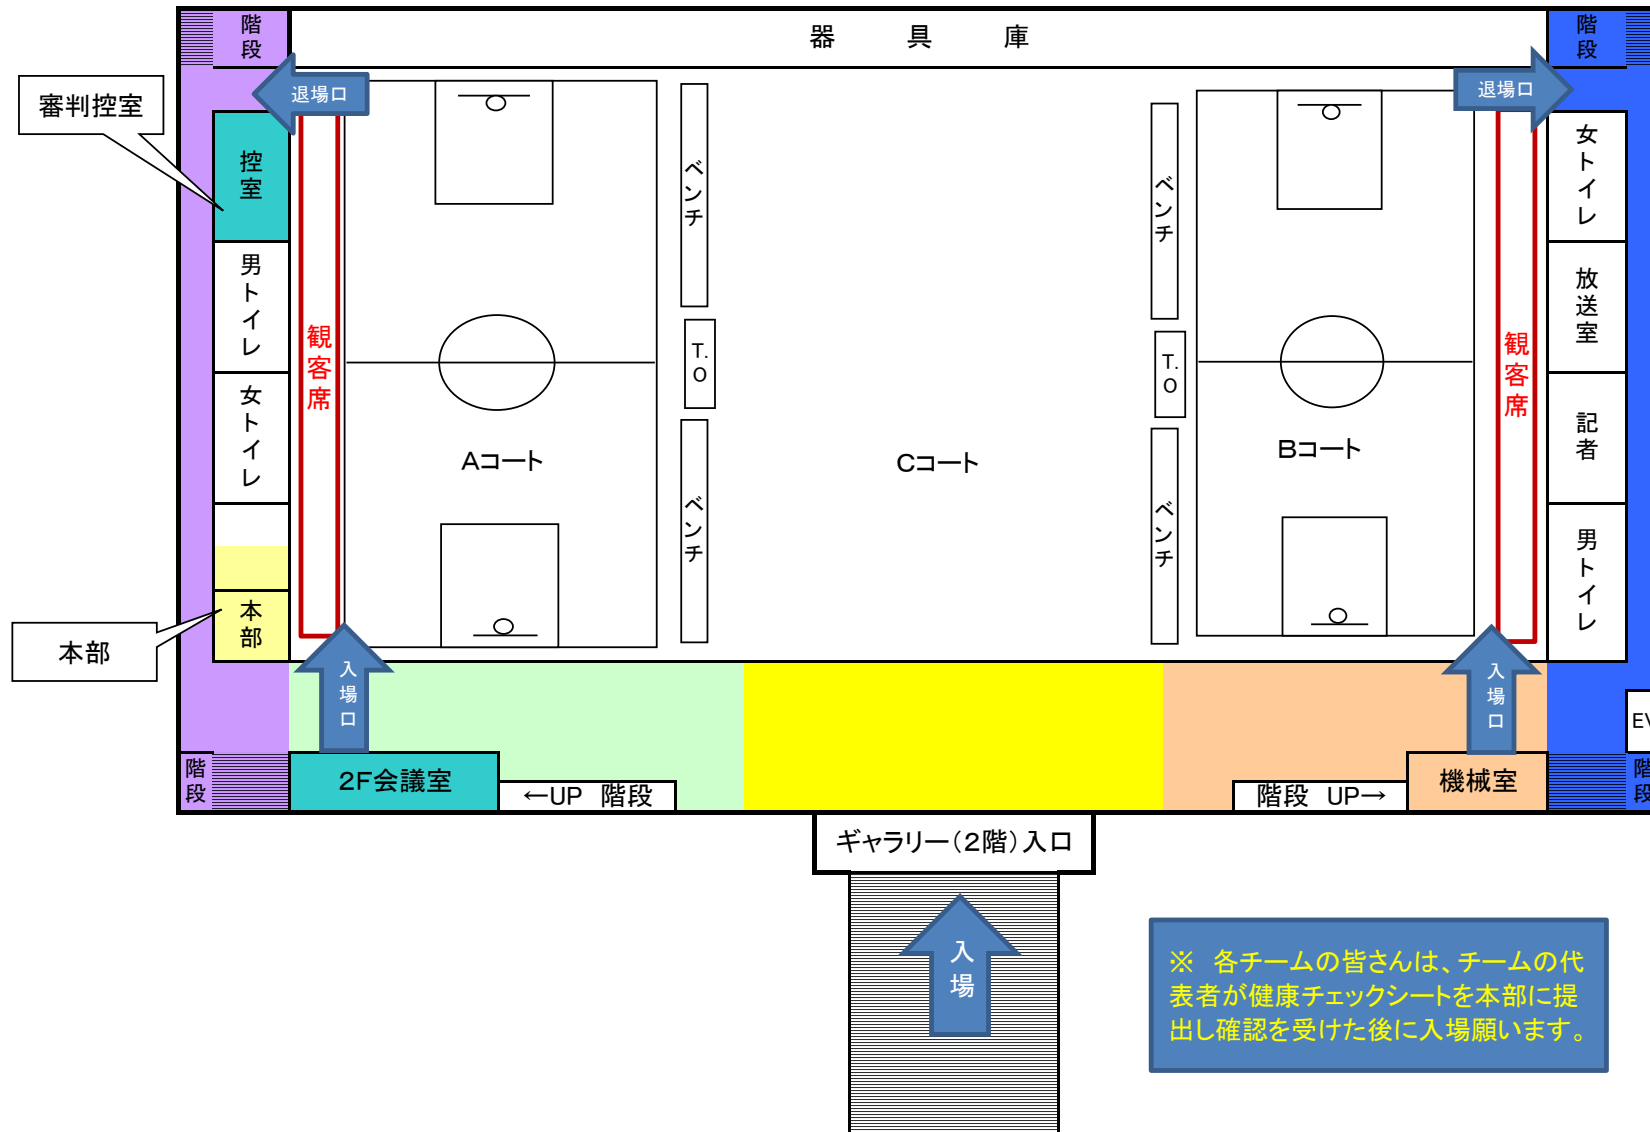 階段
器　具　庫
階段
退場口
退場口
審判控室
控室
男トイレ
女トイレ
本部
本部
観客席
Aコート
ベンチ
T.O
ベンチ
Cコート
ベンチ
T.O
ベンチ
Bコート
観客席
女トイレ
放送室
記者
男トイレ
入場口
入場口
階段
2F会議室
←UP 階段
階段 UP→
機械室
階段
ギャラリー(2階)入口
入場
※ 各チームの皆さんは、チームの代
表者が健康チェックシートを本部に提
出し確認を受けた後に入場願います。